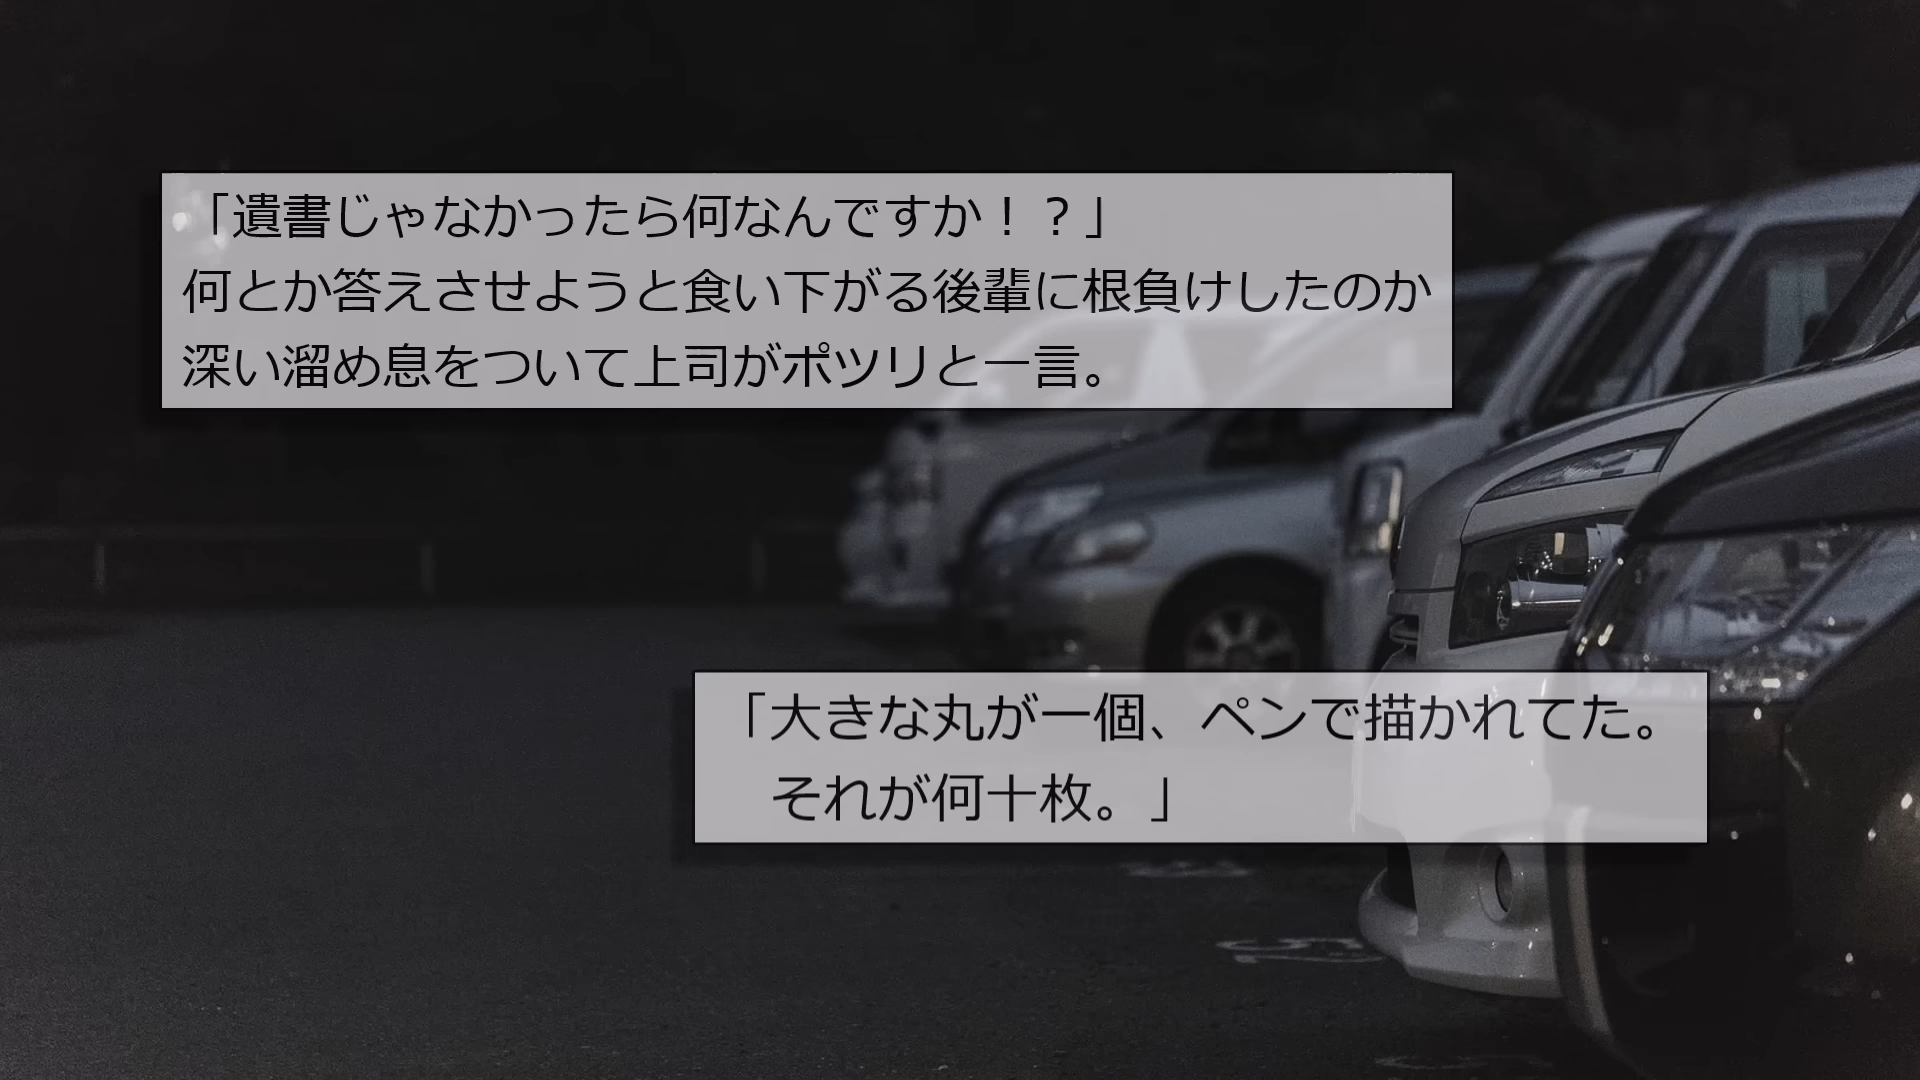 「遺書じゃなかったら何なんですか！？」
何とか答えさせようと食い下がる後輩に根負けしたのか
深い溜め息をついて上司がポツリと一言。
「大きな丸が一個、ペンで描かれてた。
　それが何十枚。」